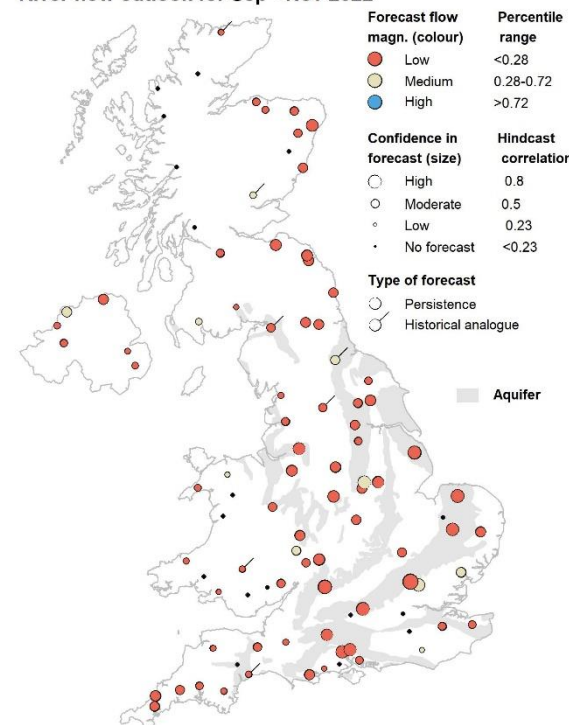 Forecast flow Percentile
magn. (colour) range
Low <0.28
Medium 0.28-0.72
High >0.72
Confidence in Hindcast
forecast (size) correlation
High 0.8
Moderate 0.5
Low 0.23
No forecast <0.23
Type of forecast
Persistence
Historical analogue
Aquifer